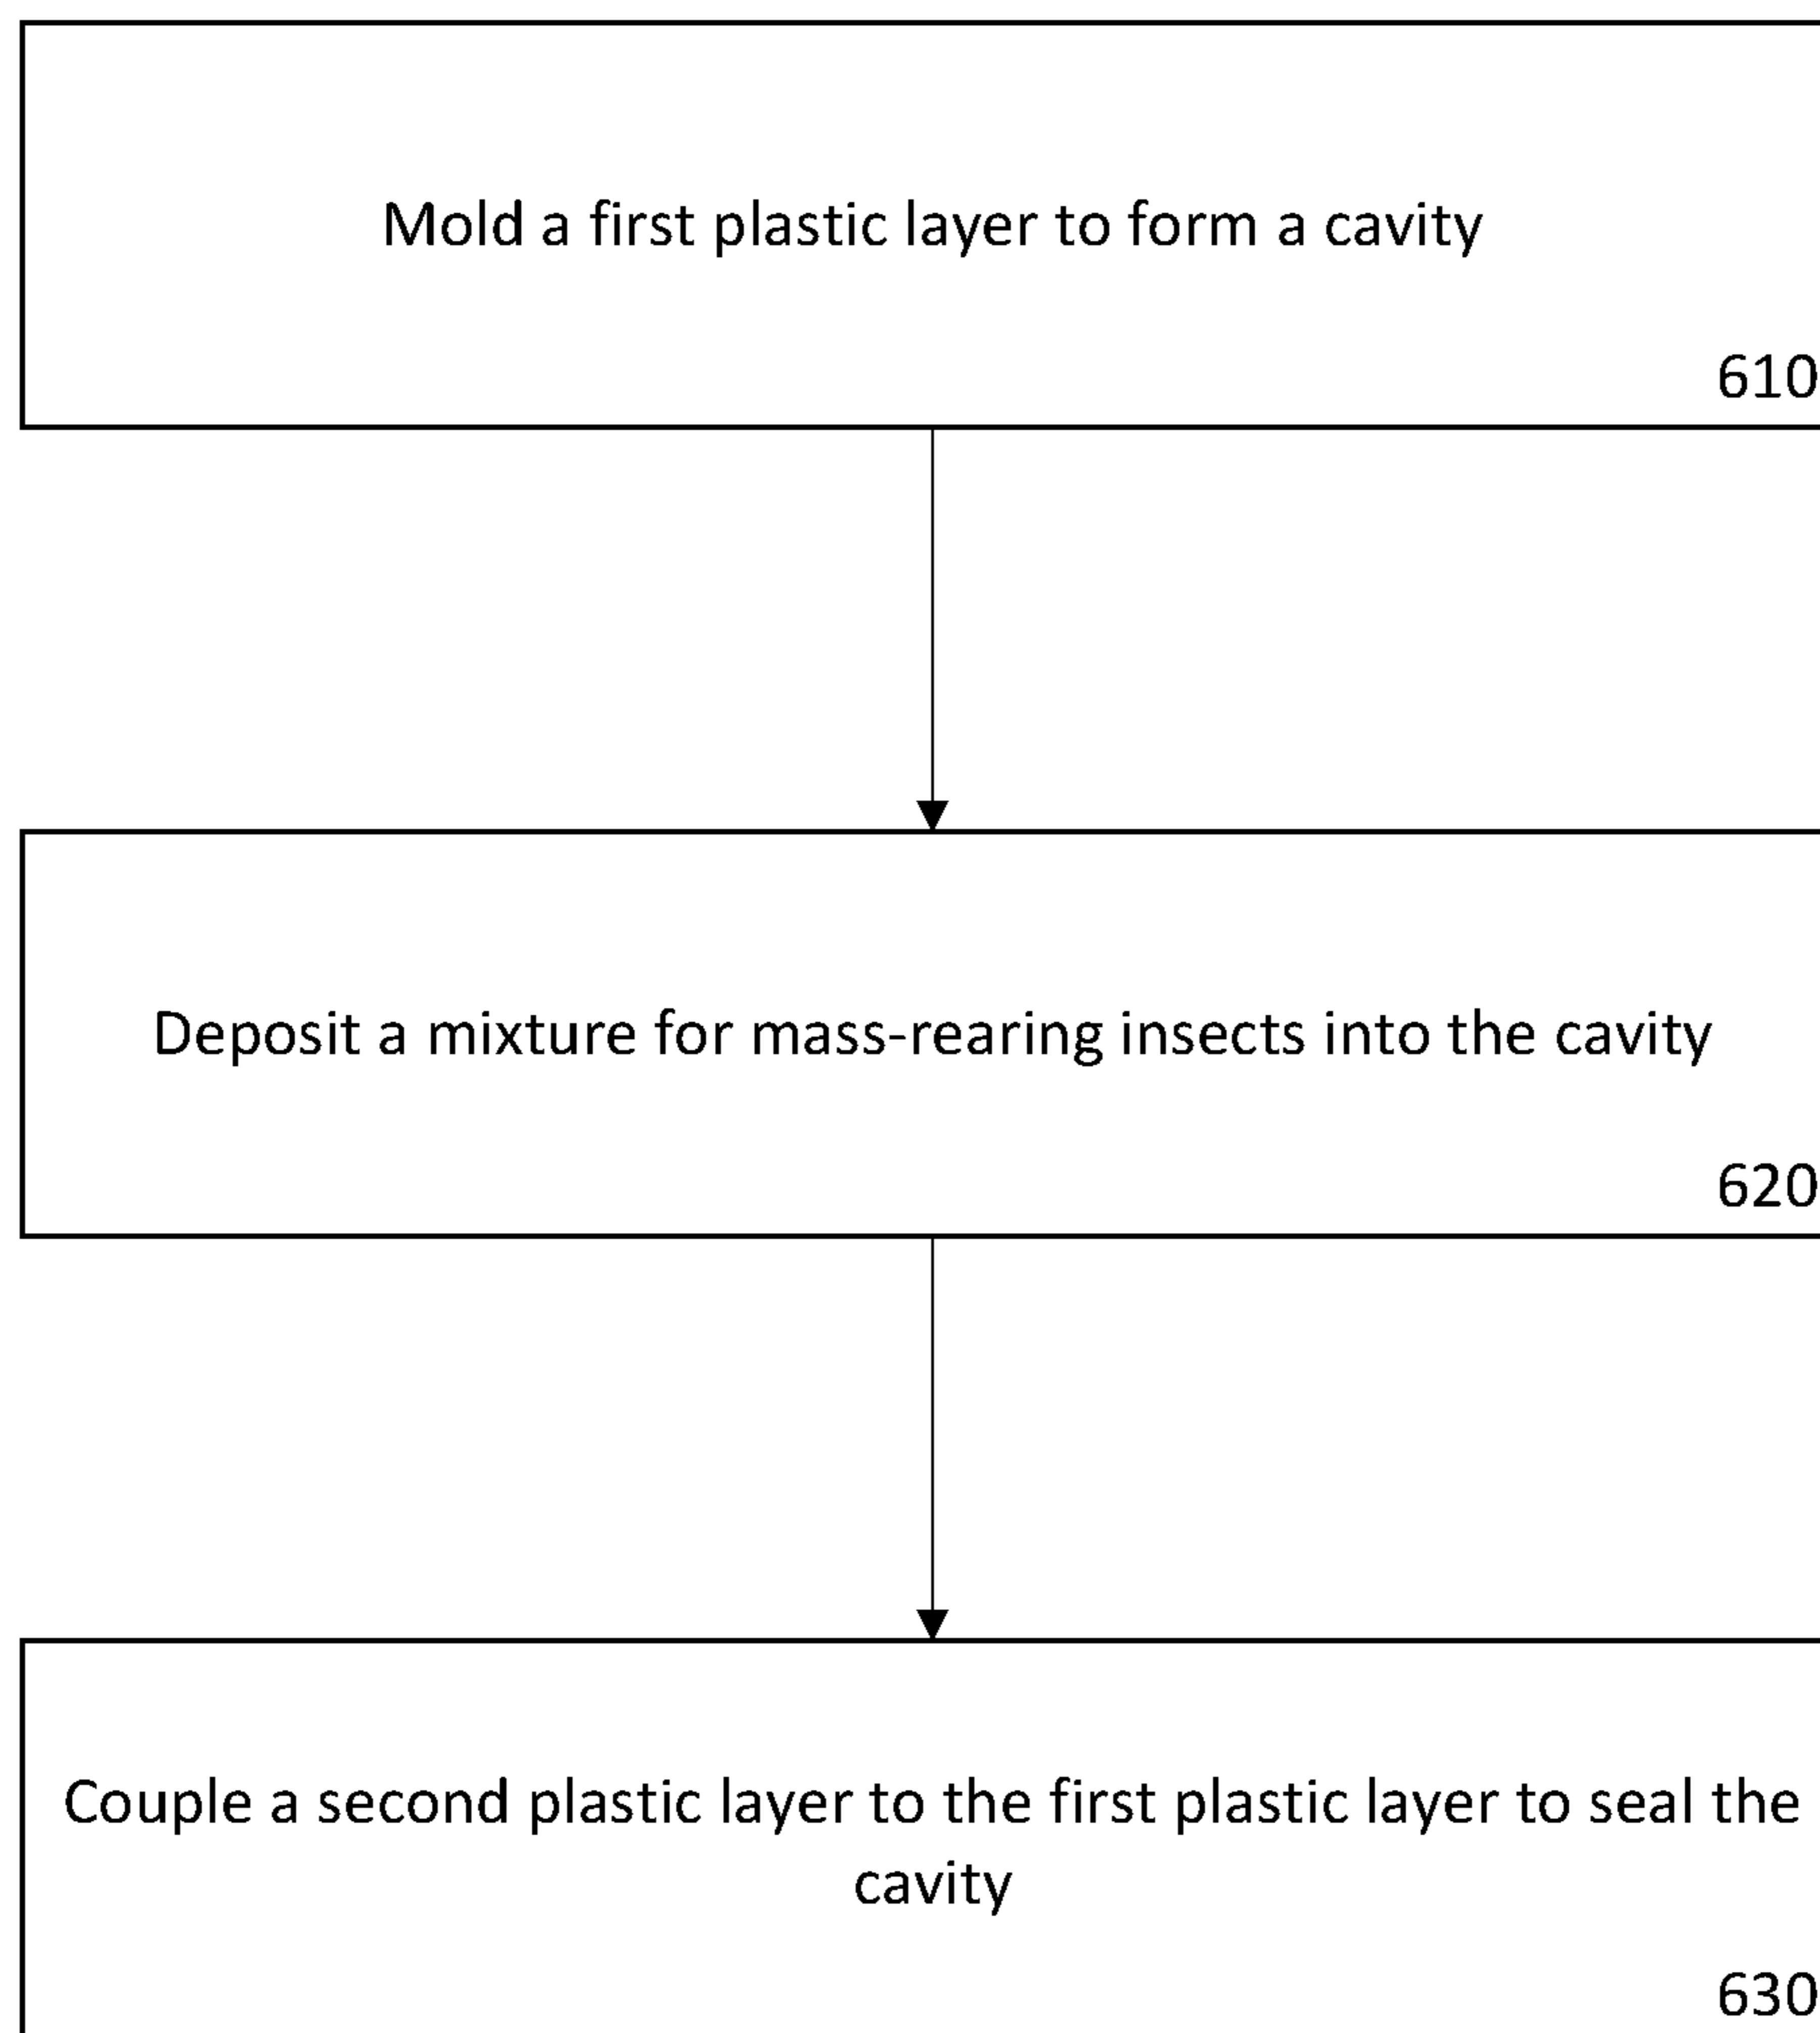 Mold a first plastic layer to form a cavity
610
Deposit a mixture for mass-rearing insects into the cavity
620
Couple a second plastic layer to the first plastic layer to seal the
cavity
630